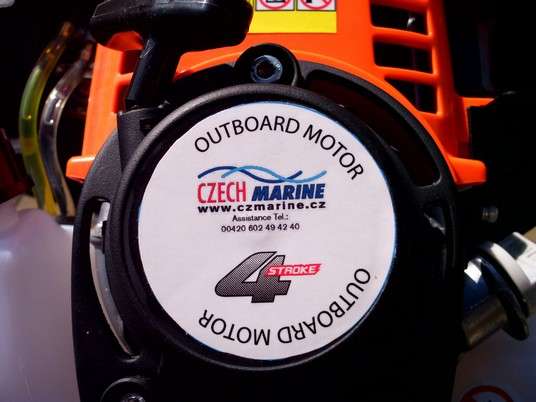 OUTBOARD MOTOR
CZECH MARINE
www.czmarine.cz
Assistance Tel.:
00420 602 49 42 40
4 STROKE
OUTBOARD MOTOR